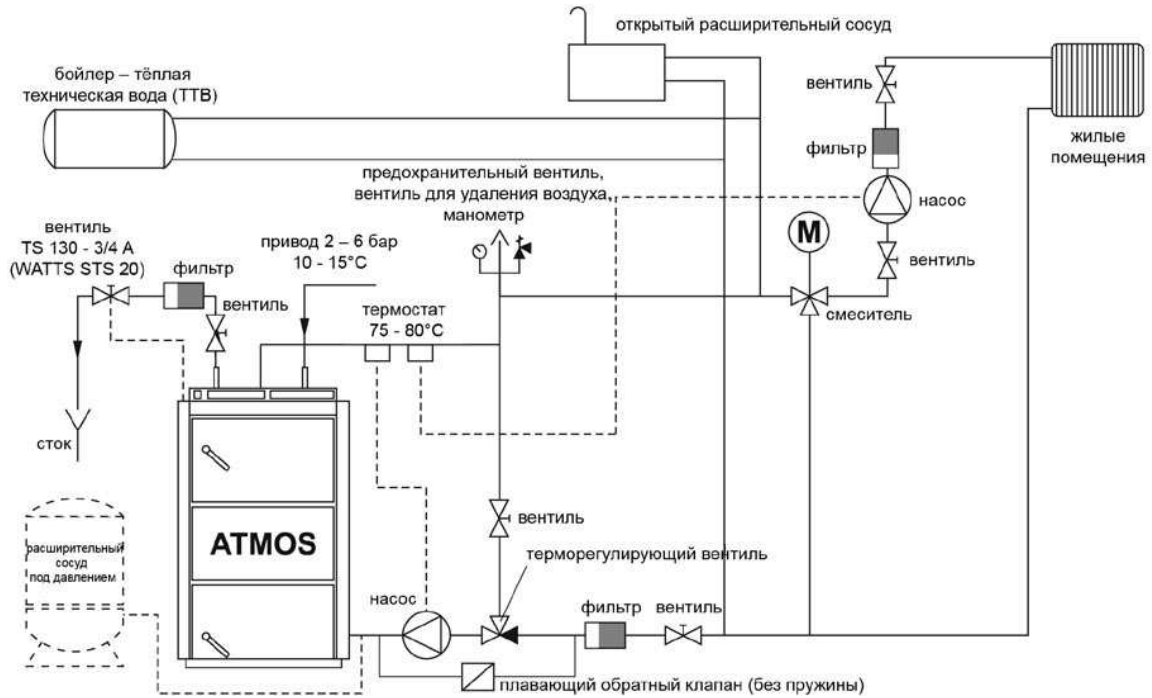 открытый расширительный сосуд
бойлер – тёплая
техническая вода (ТТВ)
вентиль
фильтр
жилые
помещения
предохранительный вентиль,
вентиль для удаления воздуха,
манометр
насос
вентиль
TS 130 - 3/4 A
(WATTS STS 20)
привод 2 – 6 бар
10 - 15°C
M
вентиль
фильтр
вентиль
термостат
75 - 80°C
смеситель
сток
ATMOS
вентиль
расширительный
сосуд
под давлением
терморегулирующий вентиль
насос
фильтр
вентиль
плавающий обратный клапан (без пружины)